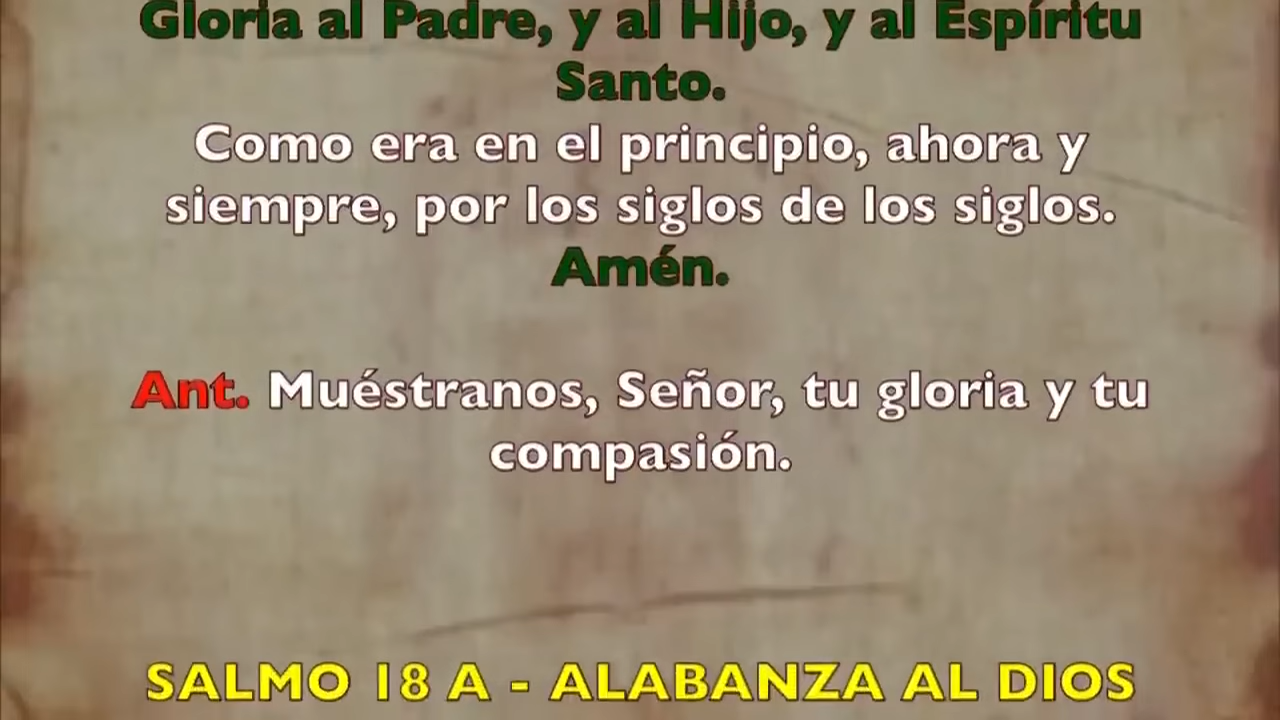 Gloria al Padre, y al Hijo, y al Espíritu
Santo.
Como era en el principio, ahora y
siempre, por los siglos de los siglos.
Amén.
Ant. Muéstranos, Señor, tu gloria y tu
compasión.
SALMO 18 A - ALABANZA AL DIOS